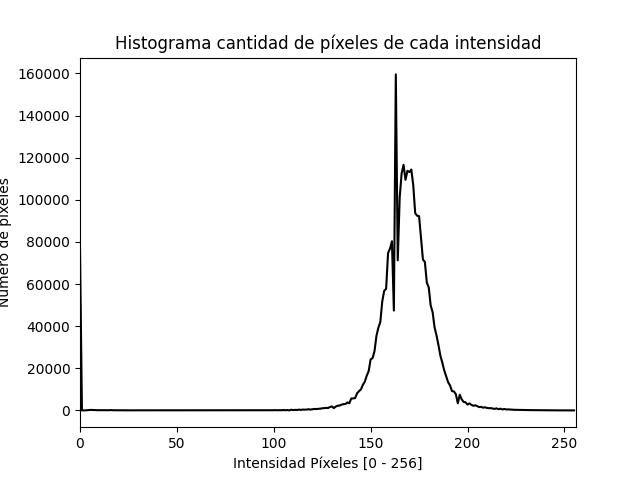 Histograma cantidad de píxeles de cada intensidad
160000
140000
120000
100000
80000
60000
40000
20000
0
Número de píxeles
0 50 100 150 200 250
Intensidad Píxeles [0 - 256]